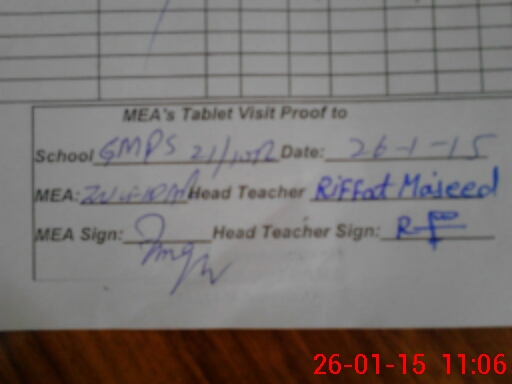 MEA's Tablet Visit Proof to
School GMPS Date: 26-1-15
MEA: Head Teacher Riffat Majeed
MEA Sign: Head Teacher Sign:
26-01-15 11:06